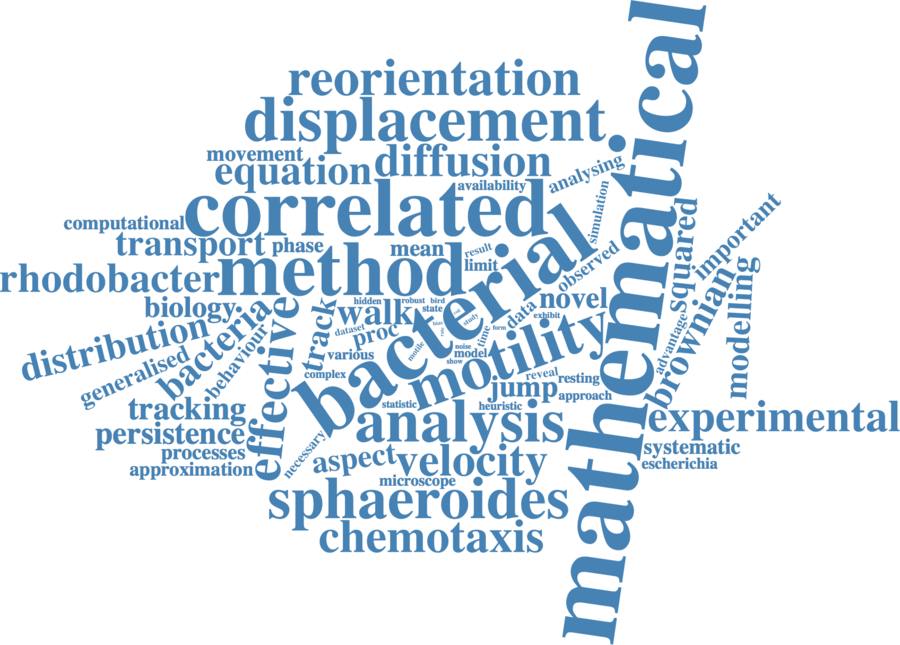 mathematical
reorientation
displacement
movement
diffusion
equation
analysing
availability
correlated
simulation
computational
transport
phase
mean
result
limit
observed
squared
important
rhodobacter
method
bacterial
brownian
modelling
novel
biology
hidden
robust
bird
walk
state
data
exhibit
distribution
bacteria
effective
track
dataset
proc
study
time
form
motility
advantage
generalised
behaviour
various
motile
noise
model
show
complex
reveal
jump
resting
approach
tracking
statistic
heuristic
persistence
analysis
experimental
processes
necessary
aspect
velocity
systematic
approximation
microscope
escherichia
sphaeroides
chemotaxis